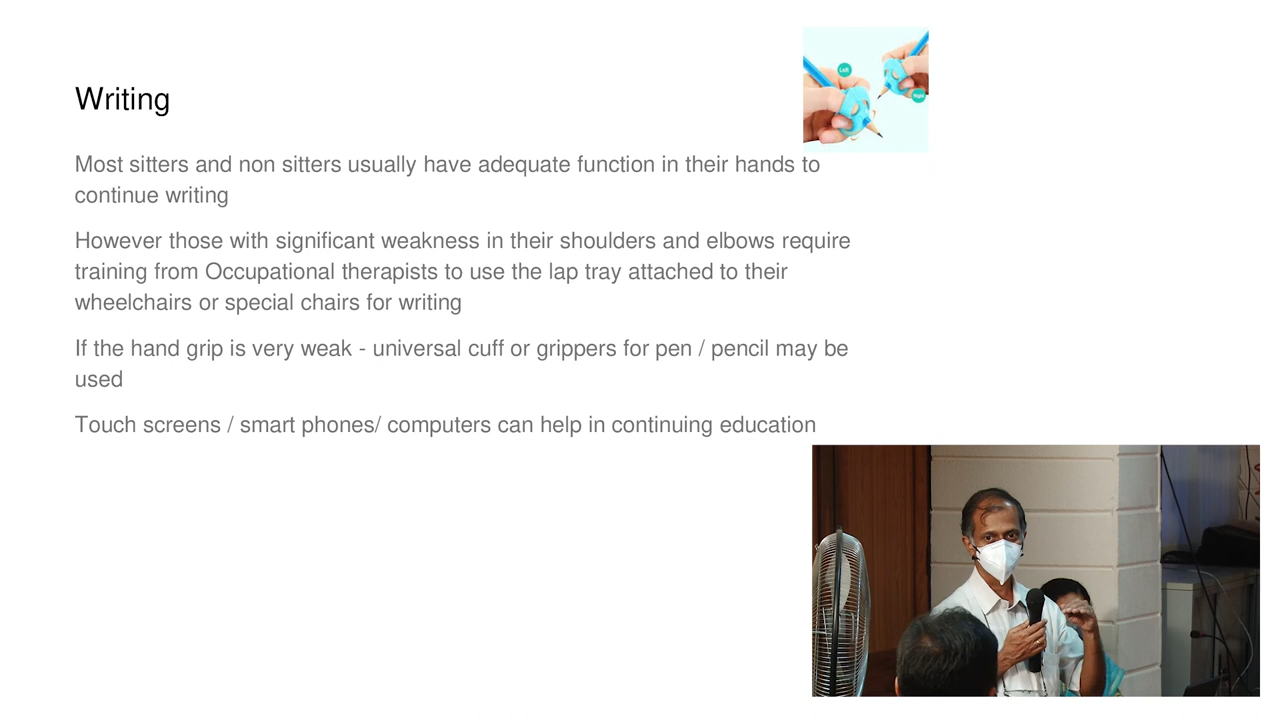 Writing
Left
Right
Most sitters and non sitters usually have adequate function in their hands to
continue writing
However those with significant weakness in their shoulders and elbows require
training from Occupational therapists to use the lap tray attached to their
wheelchairs or special chairs for writing
If the hand grip is very weak - universal cuff or grippers for pen / pencil may be
used
Touch screens / smart phones/ computers can help in continuing education